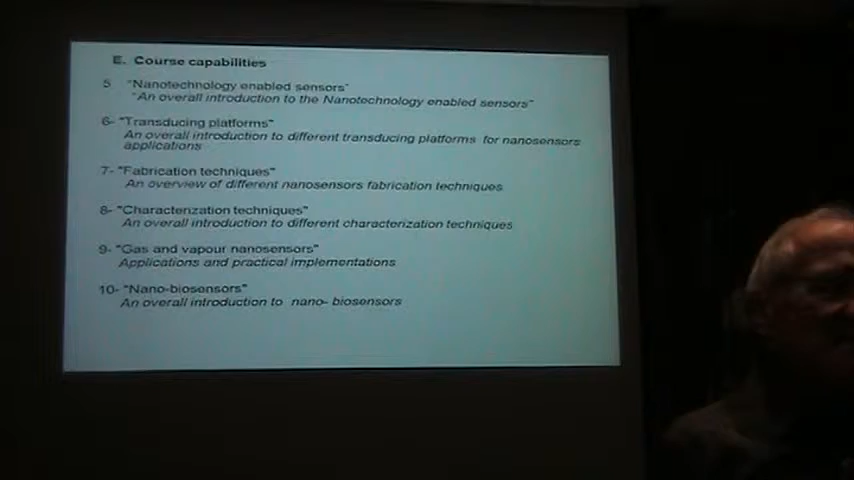 E. Course capabilities
5 "Nanotechnology enabled sensors"
"An overall introduction to the Nanotechnology enabled sensors"
6- "Transducing platforms"
An overall introduction to different transducing platforms for nanosensors
applications
7- "Fabrication techniques"
An overview of different nanosensors fabrication techniques
8- "Characterization techniques"
An overall introduction to different characterization techniques
9- "Gas and vapour nanosensors"
Applications and practical implementations
10- "Nano-biosensors"
An overall introduction to nano- biosensors